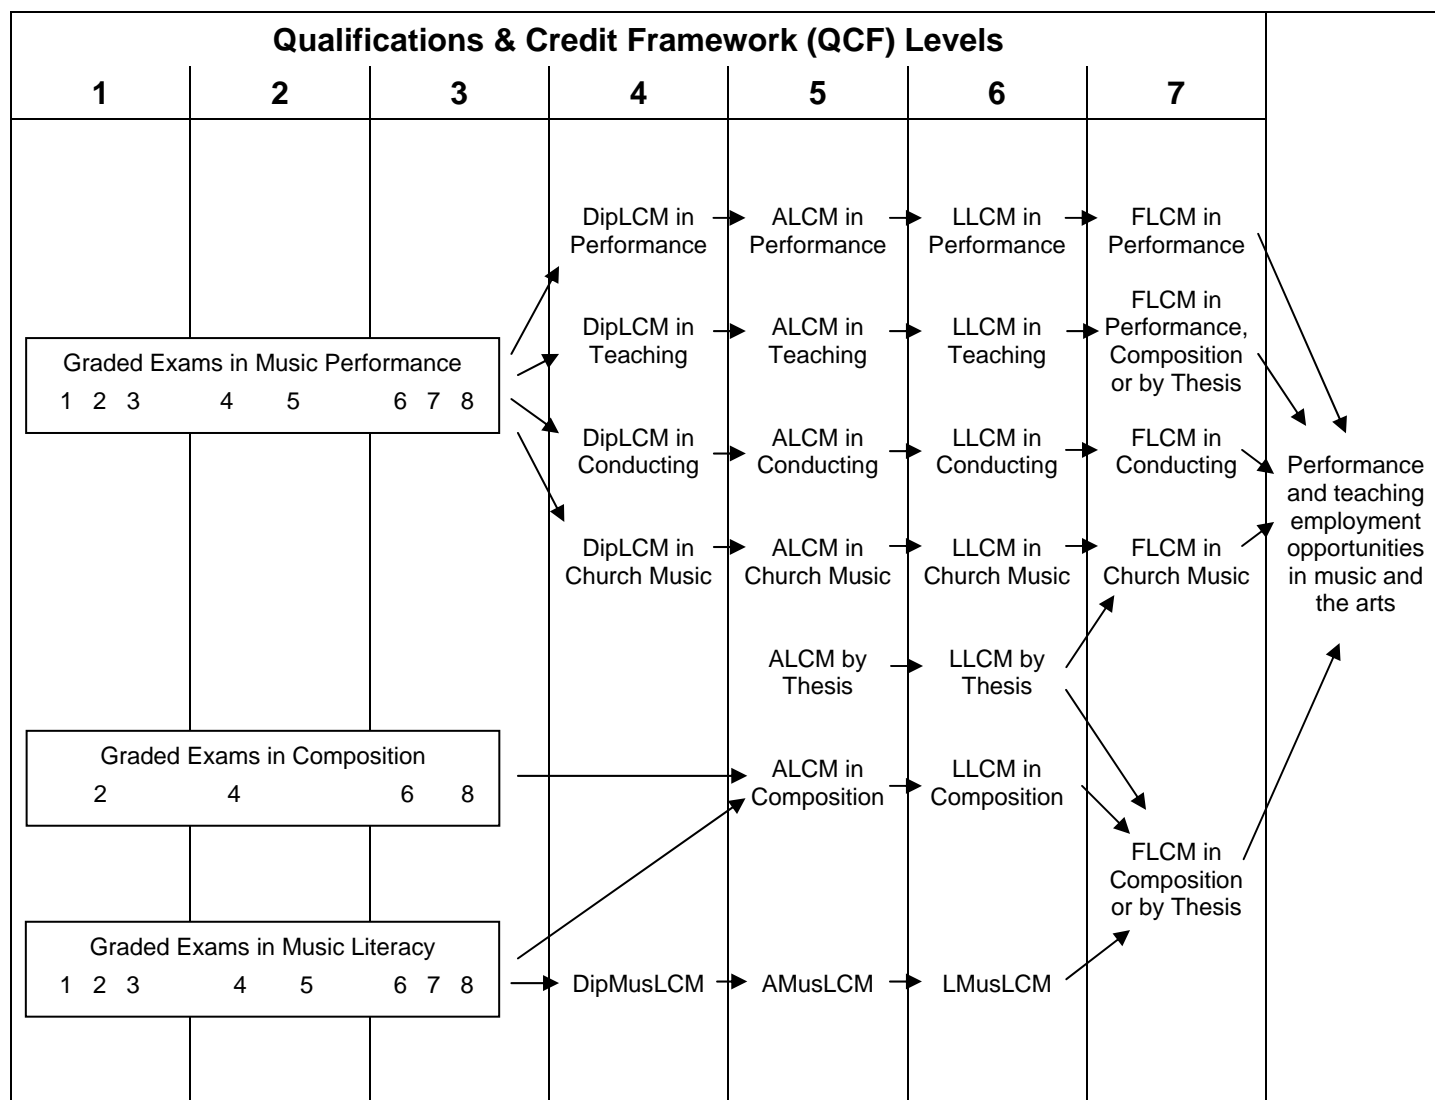 Qualifications & Credit Framework (QCF) Levels
1 2 3 4 5 6 7
DipLCM in
Performance
ALCM in
Performance
LLCM in
Performance
FLCM in
Performance
Graded Exams in Music Performance
1 2 3 4 5 6 7 8
DipLCM in
Teaching
ALCM in
Teaching
LLCM in
Teaching
FLCM in
Performance,
Composition
or by Thesis
DipLCM in
Conducting
ALCM in
Conducting
LLCM in
Conducting
FLCM in
Conducting
DipLCM in
Church Music
ALCM in
Church Music
LLCM in
Church Music
FLCM in
Church Music
Performance
and teaching
employment
opportunities
in music and
the arts
ALCM by
Thesis
LLCM by
Thesis
Graded Exams in Composition
2 4 6 8
ALCM in
Composition
LLCM in
Composition
FLCM in
Composition
or by Thesis
Graded Exams in Music Literacy
1 2 3 4 5 6 7 8
DipMusLCM
AMusLCM
LMusLCM